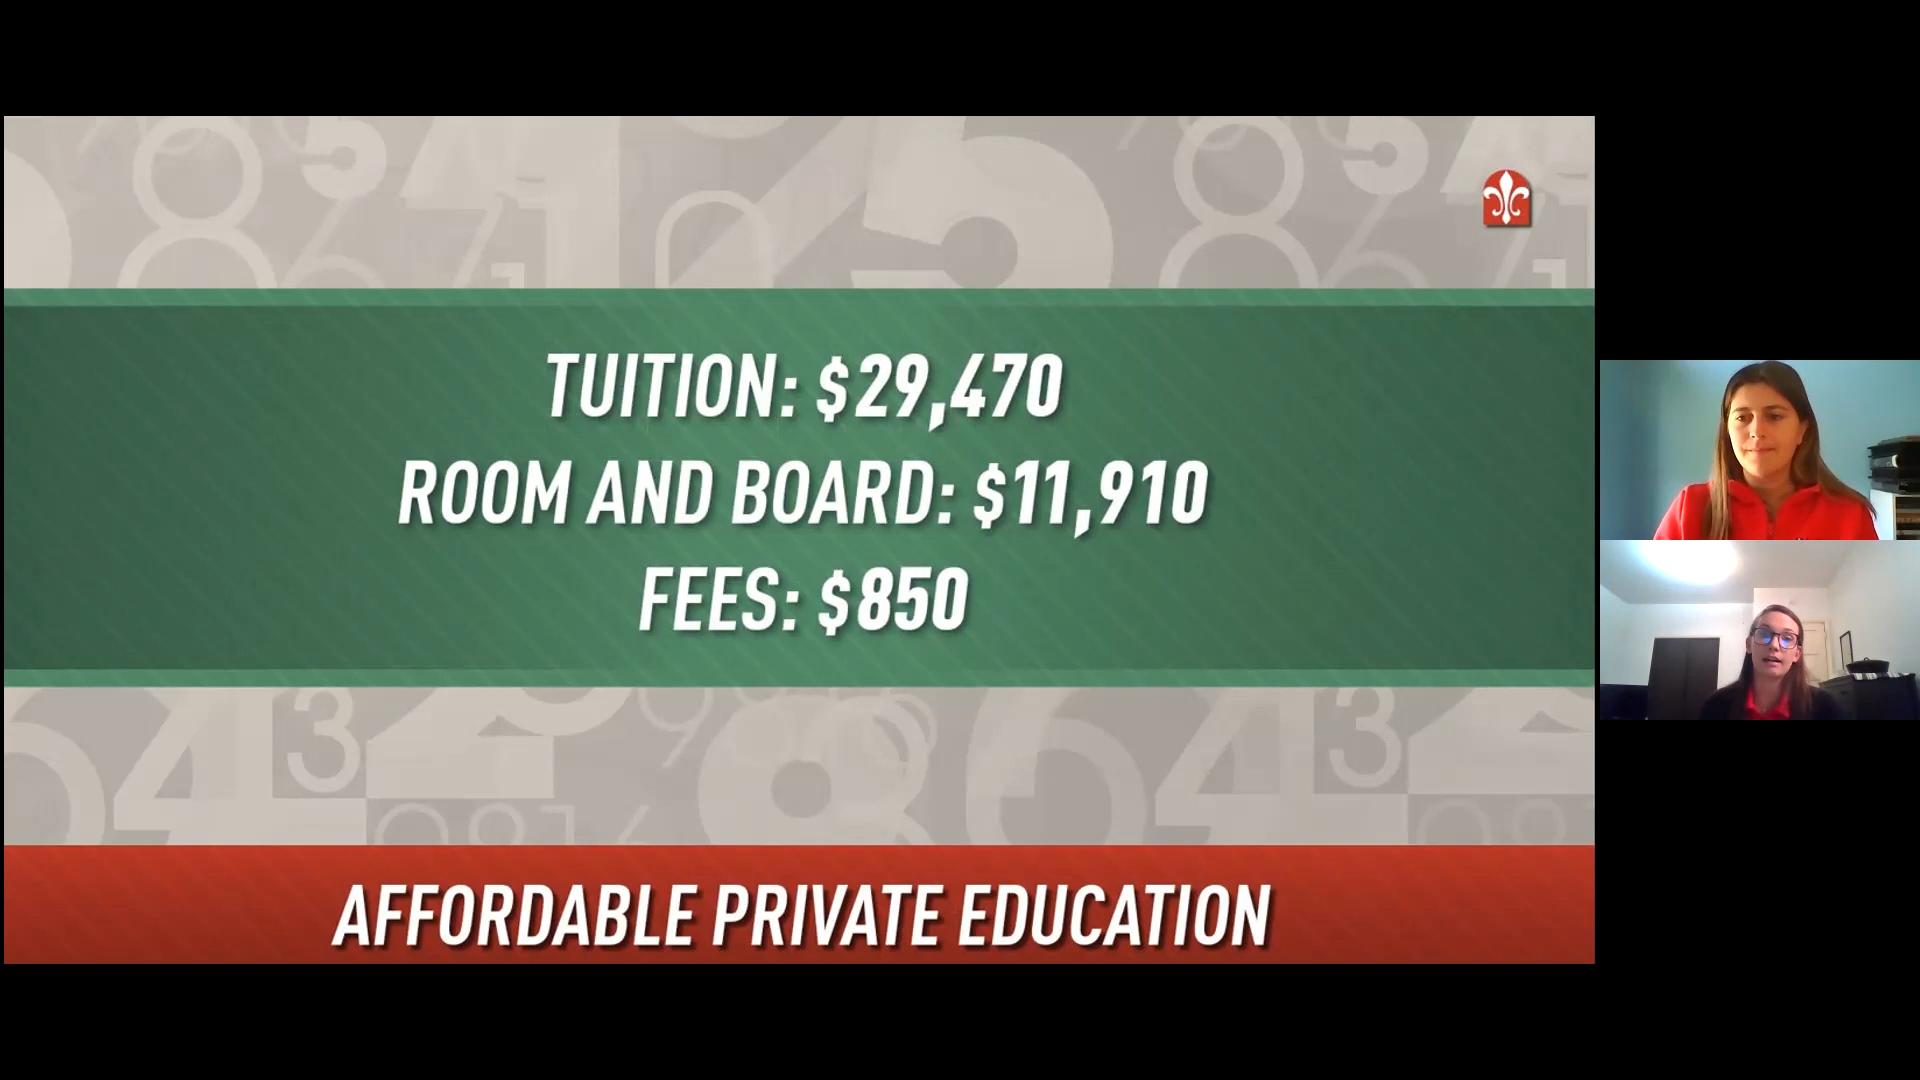 TUITION: $29,470
ROOM AND BOARD: $11,910
FEES: $850
AFFORDABLE PRIVATE EDUCATION